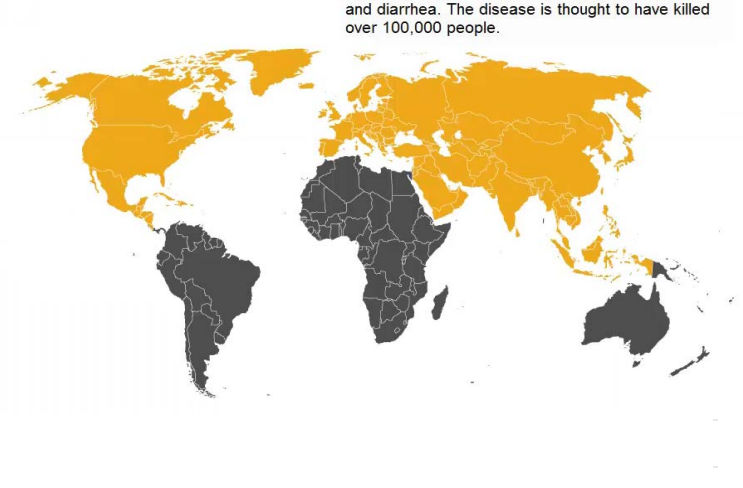 and diarrhea. The disease is thought to have killed
over 100,000 people.